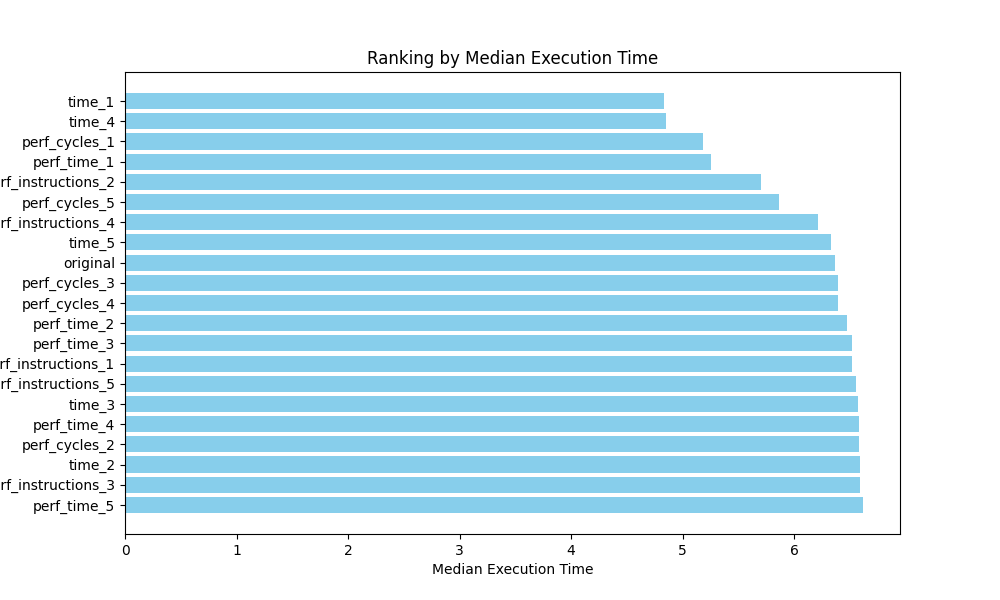 Ranking by Median Execution Time
time_1
time_4
perf_cycles_1
perf_time_1
rf_instructions_2
perf_cycles_5
rf_instructions_4
time_5
original
perf_cycles_3
perf_cycles_4
perf_time_2
perf_time_3
rf_instructions_1
rf_instructions_5
time_3
perf_time_4
perf_cycles_2
time_2
rf_instructions_3
perf_time_5
0 1 2 3 4 5 6
Median Execution Time